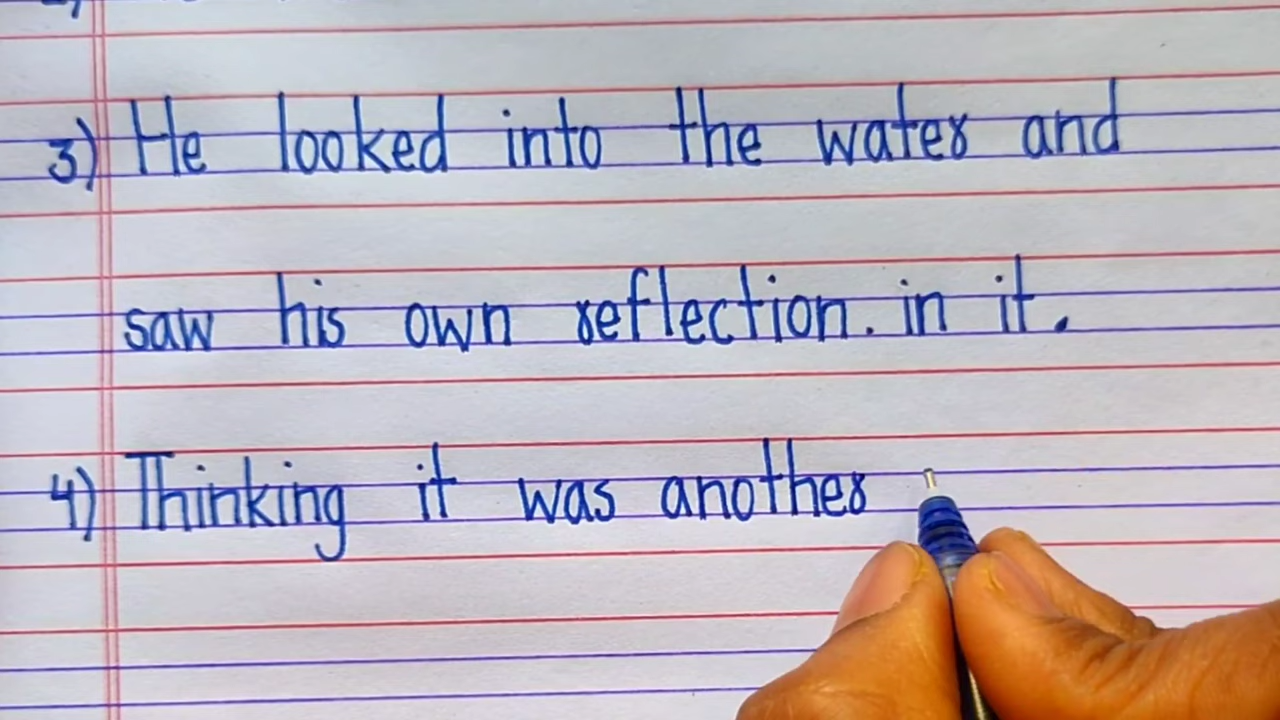 3) He looked into the water and
saw his own reflection. in it.
4) Thinking it was another